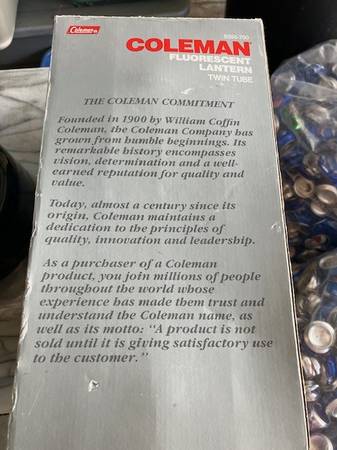 Coleman
5355-700
COLEMAN
FLUORESCENT
LANTERN
TWIN TUBE
THE COLEMAN COMMITMENT
Founded in 1900 by William Coffin
Coleman, the Coleman Company has
grown from humble beginnings. Its
remarkable history encompasses
vision, determination and a well-
earned reputation for quality and
value.
Today, almost a century since its
origin, Coleman maintains a
dedication to the principles of
quality, innovation and leadership.
As a purchaser of a Coleman
product, you join millions of people
throughout the world whose
experience has made them trust and
understand the Coleman name, as
well as its motto: “A product is not
sold until it is giving satisfactory use
to the customer.”